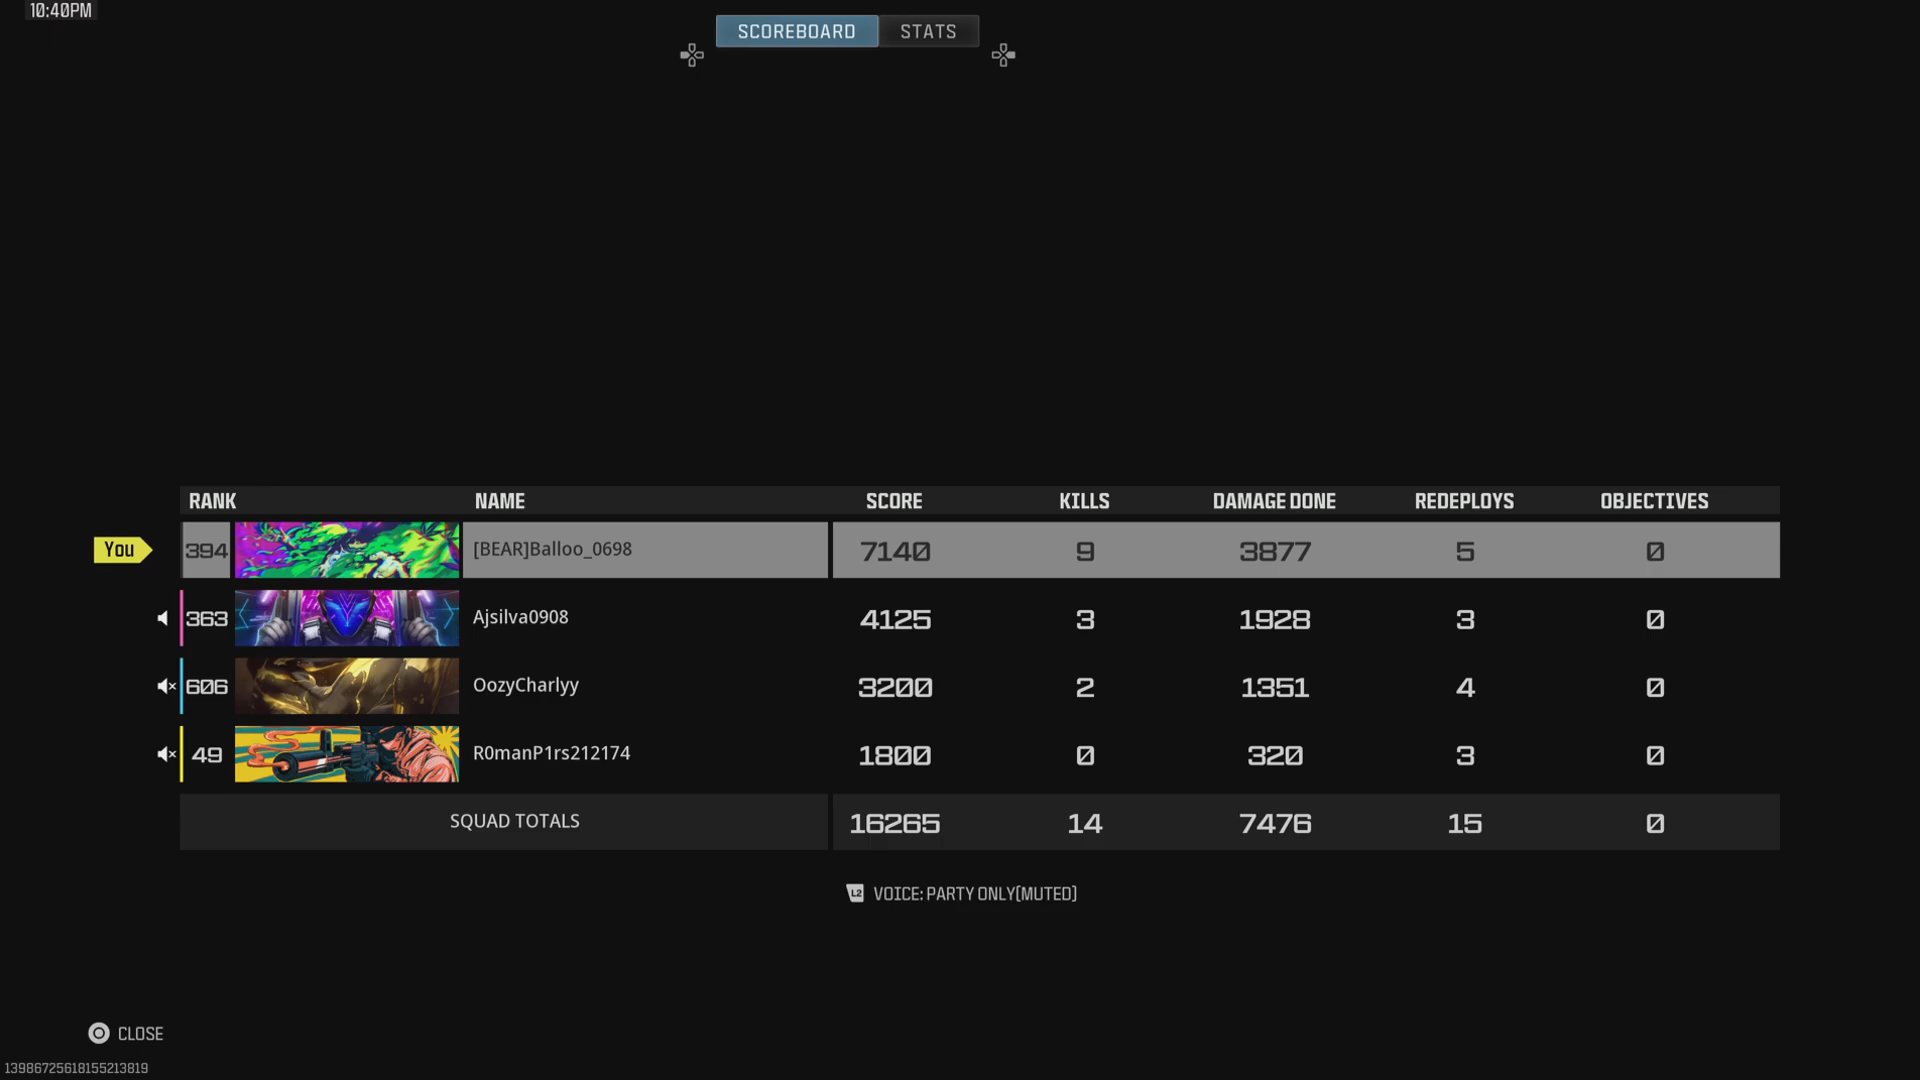 10:40PM
SCOREBOARD STATS
RANK NAME SCORE KILLS DAMAGE DONE REDEPLOYS OBJECTIVES
You 394 [BEAR]Balloo_0698 7140 9 3877 5 0
363 Ajsilva0908 4125 3 1928 3 0
606 OozyCharlyy 3200 2 1351 4 0
49 R0manP1rs212174 1800 0 320 3 0
SQUAD TOTALS 16265 14 7476 15 0
L2 VOICE: PARTY ONLY(MUTED)
CLOSE
13986725618155213819